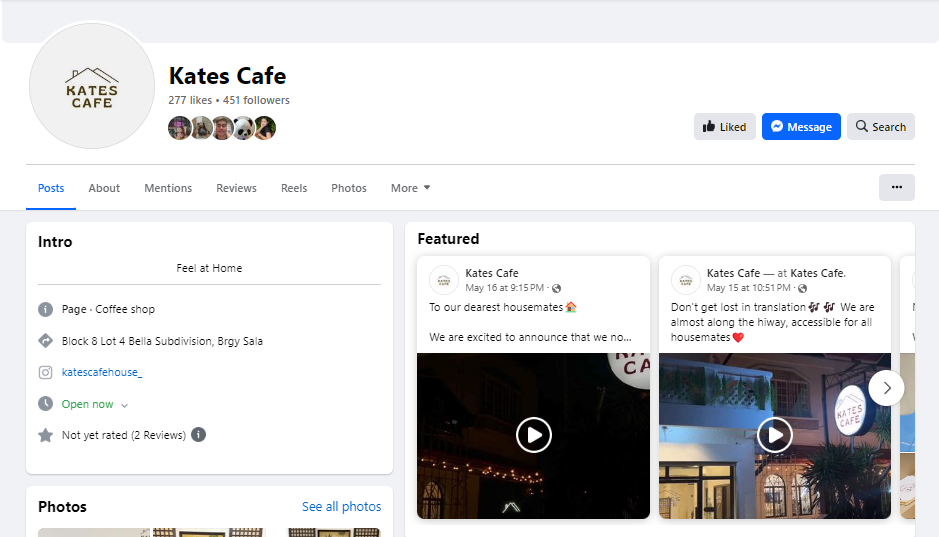 KATES
CAFE
Kates Cafe
277 likes • 451 followers
Liked
Message
Search
Posts
About
Mentions
Reviews
Reels
Photos
More
Intro
Feel at Home
Page · Coffee shop
Block 8 Lot 4 Bella Subdivision, Brgy Sala
katescafehouse_
Open now
Not yet rated (2 Reviews)
Photos
See all photos
Featured
Kates Cafe
May 16 at 9:15 PM ·
To our dearest housemates🏠
We are excited to announce that we no...
KA
CA
Kates Cafe — at Kates Cafe.
May 15 at 10:51 PM ·
Don't get lost in translation🎶 🎶 We are
almost along the hiway, accessible for all
housemates❤️
KATES
CAFE